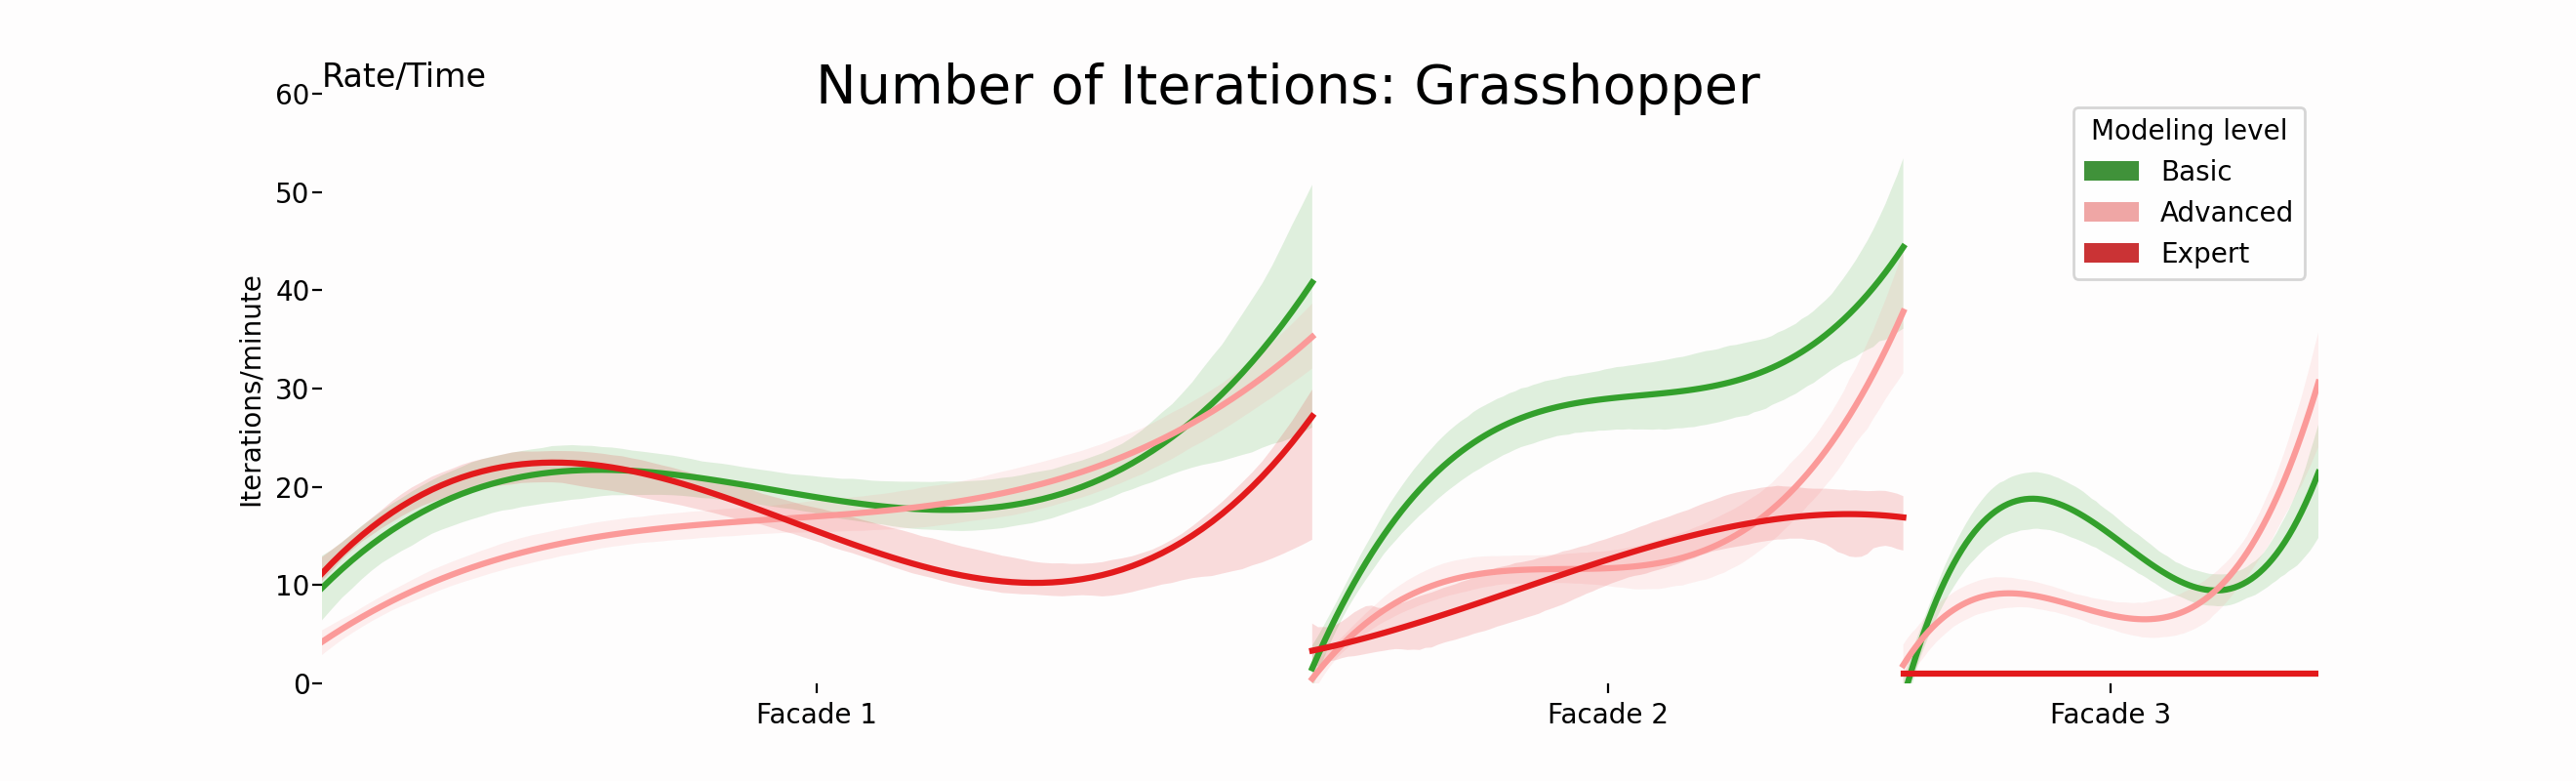 Rate/Time
Number of Iterations: Grasshopper
60
50
40
30
20
10
0
Iterations/minute
Modeling level
Basic
Advanced
Expert
Facade 1
Facade 2
Facade 3